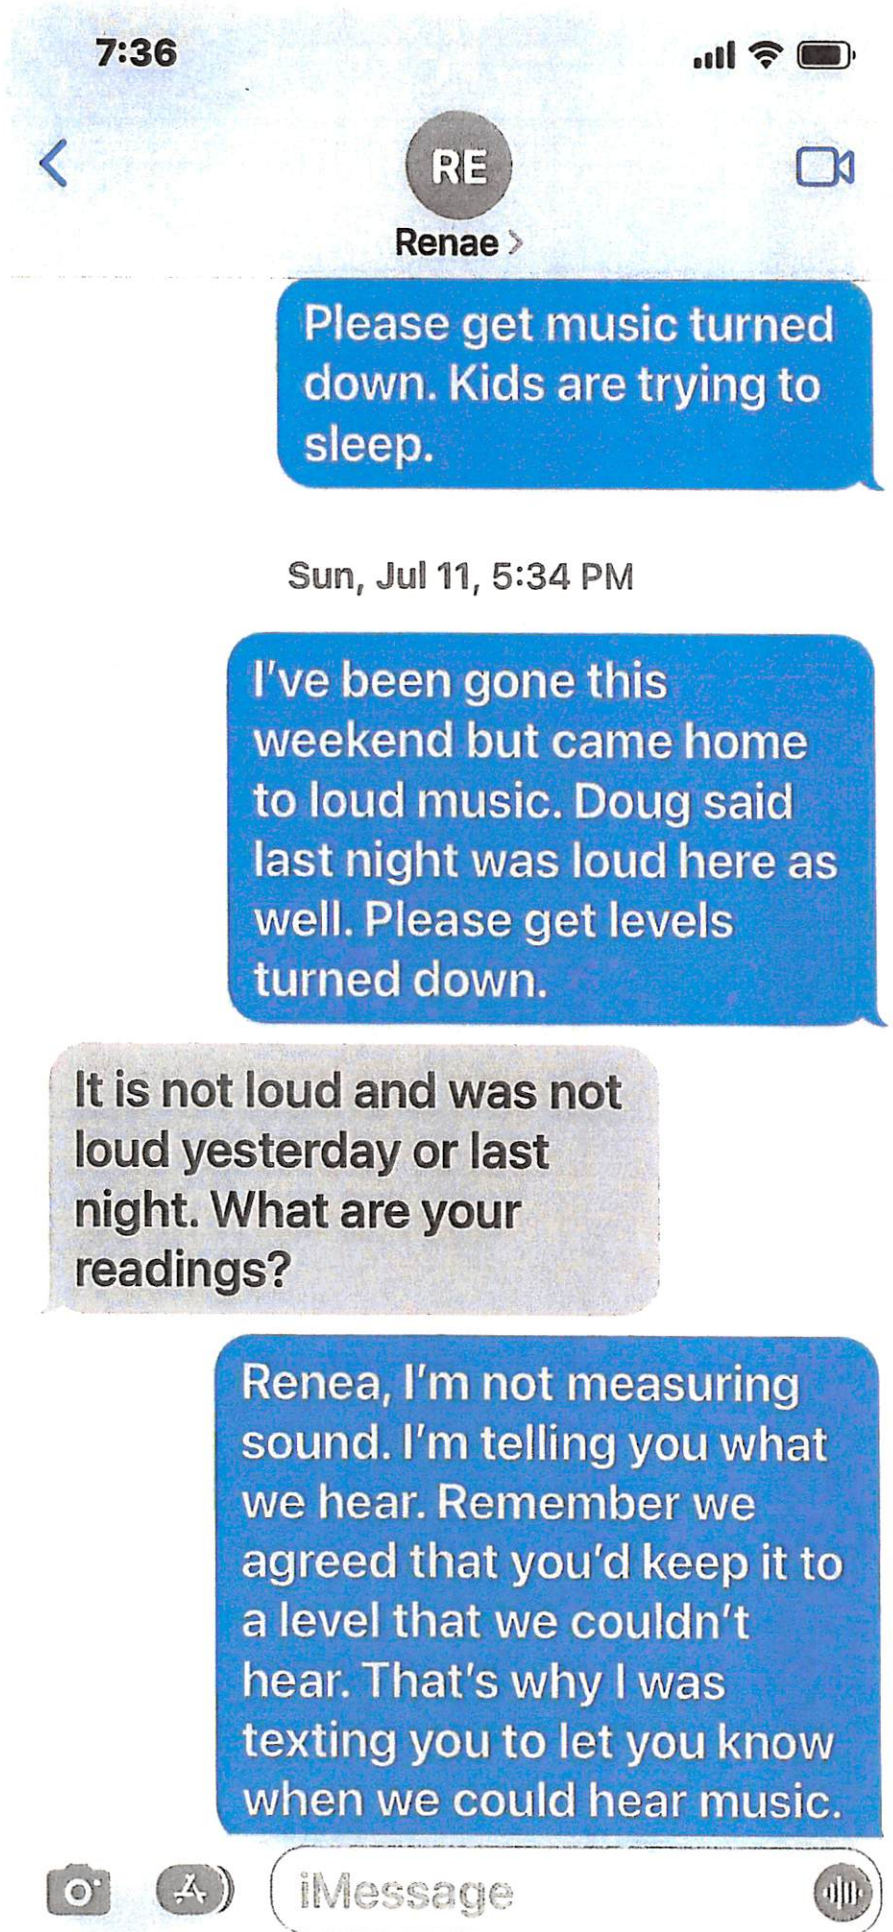 7:36
RE
Renae >
Please get music turned
down. Kids are trying to
sleep.
Sun, Jul 11, 5:34 PM
I've been gone this
weekend but came home
to loud music. Doug said
last night was loud here as
well. Please get levels
turned down.
It is not loud and was not
loud yesterday or last
night. What are your
readings?
Renea, I'm not measuring
sound. I'm telling you what
we hear. Remember we
agreed that you'd keep it to
a level that we couldn't
hear. That's why I was
texting you to let you know
when we could hear music.
iMessage